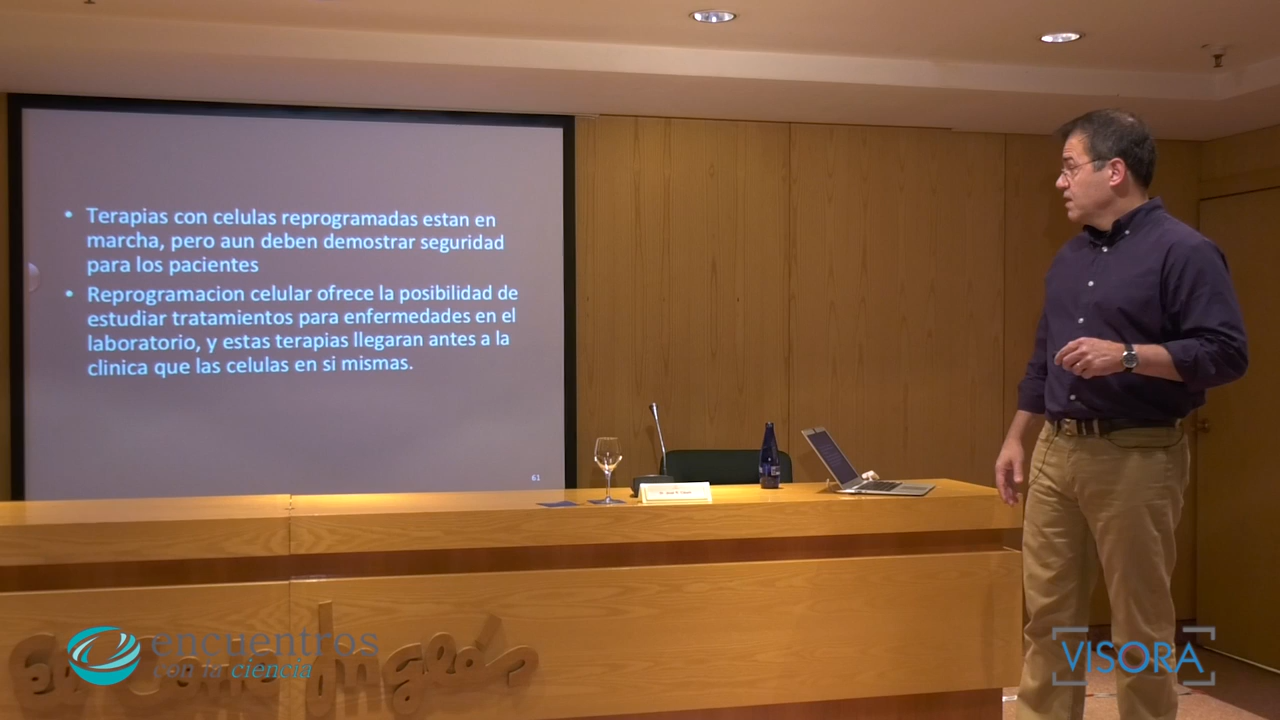 • Terapias con celulas reprogramadas estan en
marcha, pero aun deben demostrar seguridad
para los pacientes
• Reprogramacion celular ofrece la posibilidad de
estudiar tratamientos para enfermedades en el
laboratorio, y estas terapias llegaran antes a la
clinica que las celulas en si mismas.
61
encuentros
con la ciencia
VISORA